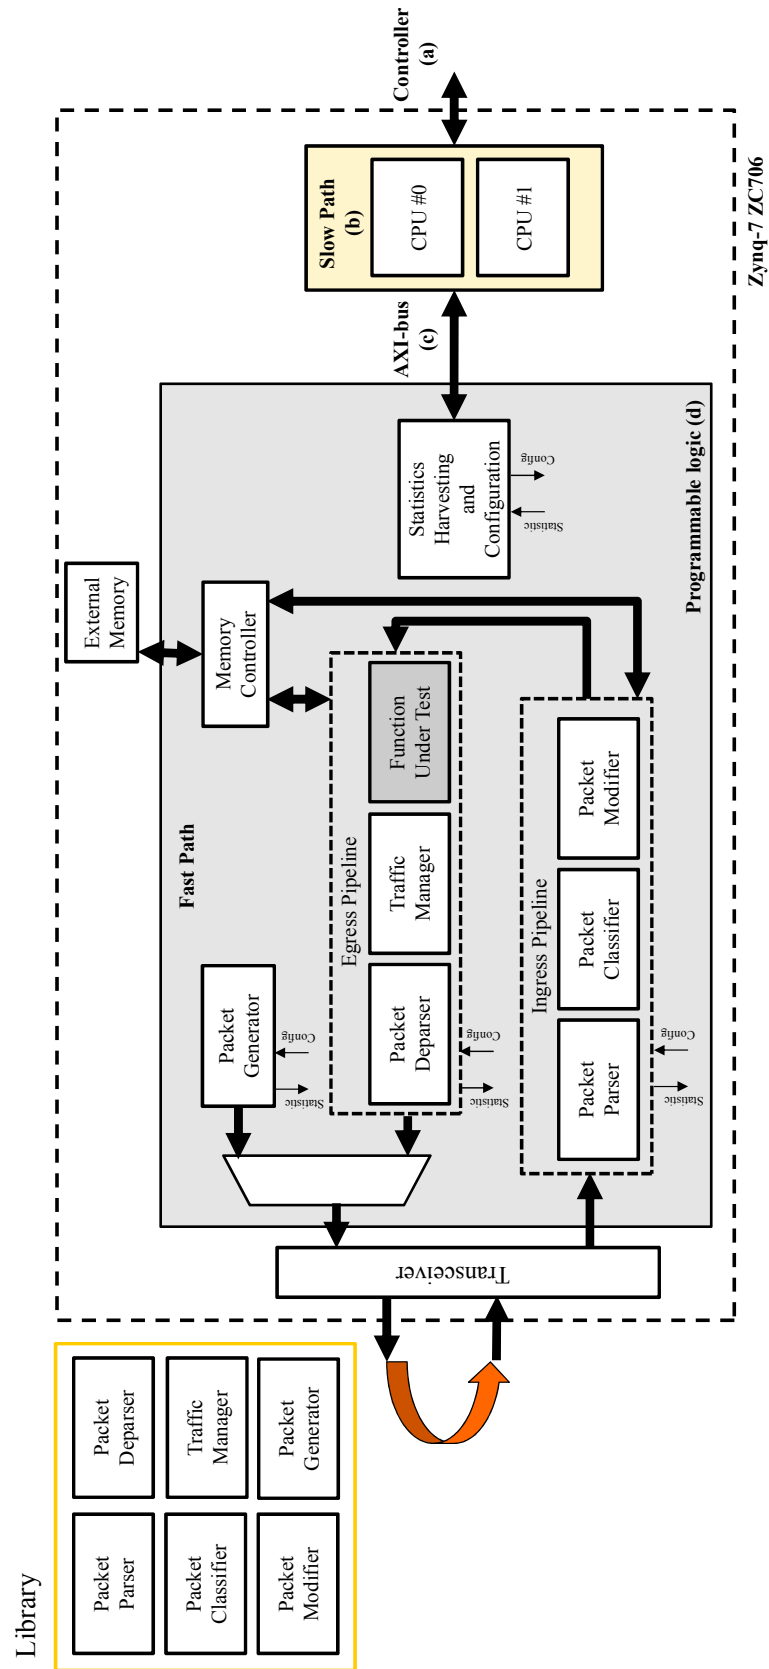 Library
Packet
Parser
Packet
Deparser
Packet
Classifier
Traffic
Manager
Packet
Modifier
Packet
Generator
Transceiver
Fast Path
Packet
Generator
Statistic
Config
Egress Pipeline
Packet
Deparser
Traffic
Manager
Function
Under Test
Statistic
Config
Ingress Pipeline
Packet
Parser
Packet
Classifier
Packet
Modifier
Statistic
Config
External
Memory
Memory
Controller
Statistics
Harvesting
and
Configuration
Statistic
Config
Programmable logic (d)
AXI-bus
(c)
Slow Path
(b)
CPU #0
CPU #1
Controller
(a)
Zynq-7 ZC706